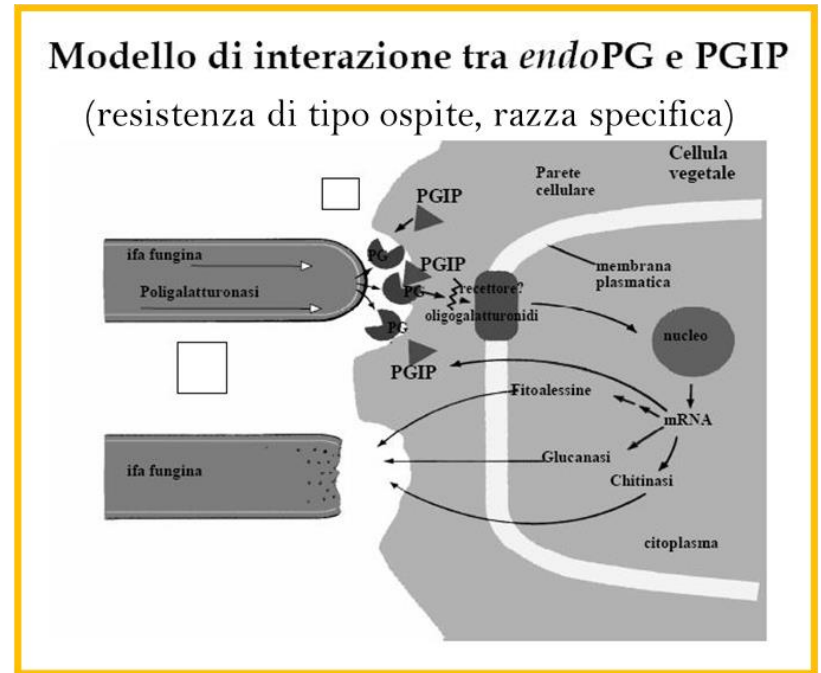 Modello di interazione tra endoPG e PGIP
(resistenza di tipo ospite, razza specifica)
Cellula
vegetale
Parete
cellulare
PGIP
ifa fungina
Poligalatturonasi
PG
PGIP
PG
recettore?
oligogalatturonidi
PG
PGIP
membrana
plasmatica
nucleo
mRNA
Fitoalessine
Glucanasi
Chitinasi
ifa fungina
citoplasma